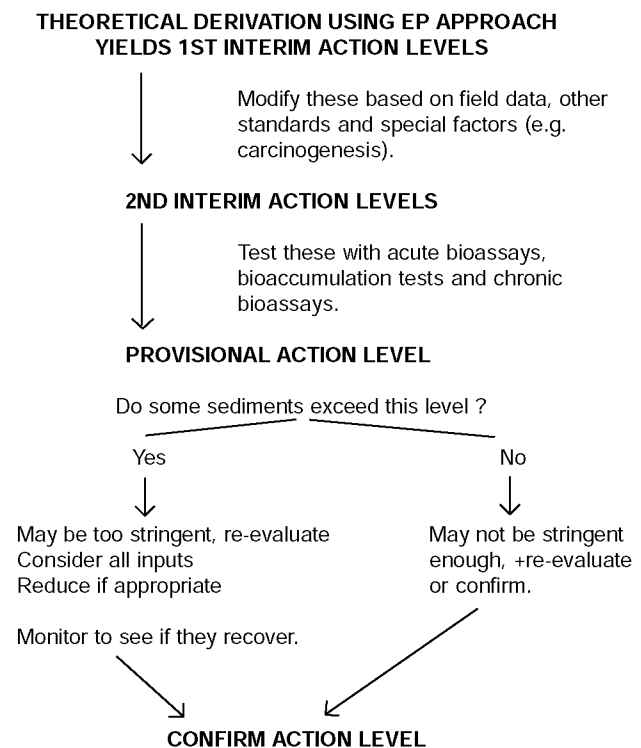 THEORETICAL DERIVATION USING EP APPROACH
YIELDS 1ST INTERIM ACTION LEVELS
Modify these based on field data, other
standards and special factors (e.g.
carcinogenesis).
2ND INTERIM ACTION LEVELS
Test these with acute bioassays,
bioaccumulation tests and chronic
bioassays.
PROVISIONAL ACTION LEVEL
Do some sediments exceed this level ?
Yes
No
May be too stringent, re-evaluate
Consider all inputs
Reduce if appropriate
Monitor to see if they recover.
May not be stringent
enough, +re-evaluate
or confirm.
CONFIRM ACTION LEVEL